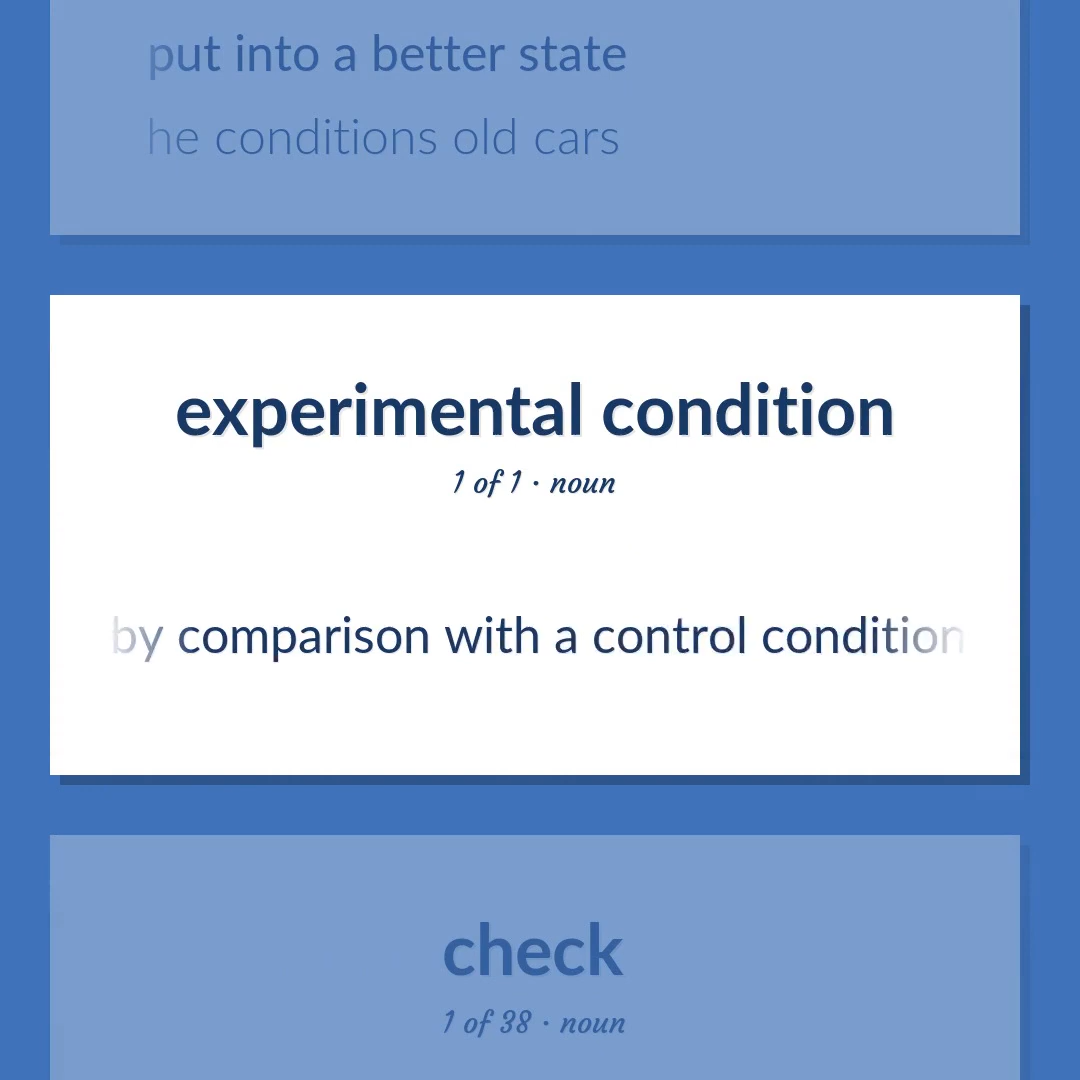 put into a better state
he conditions old cars
experimental condition
1 of 1 · noun
by comparison with a control condition
check
1 of 38 · noun